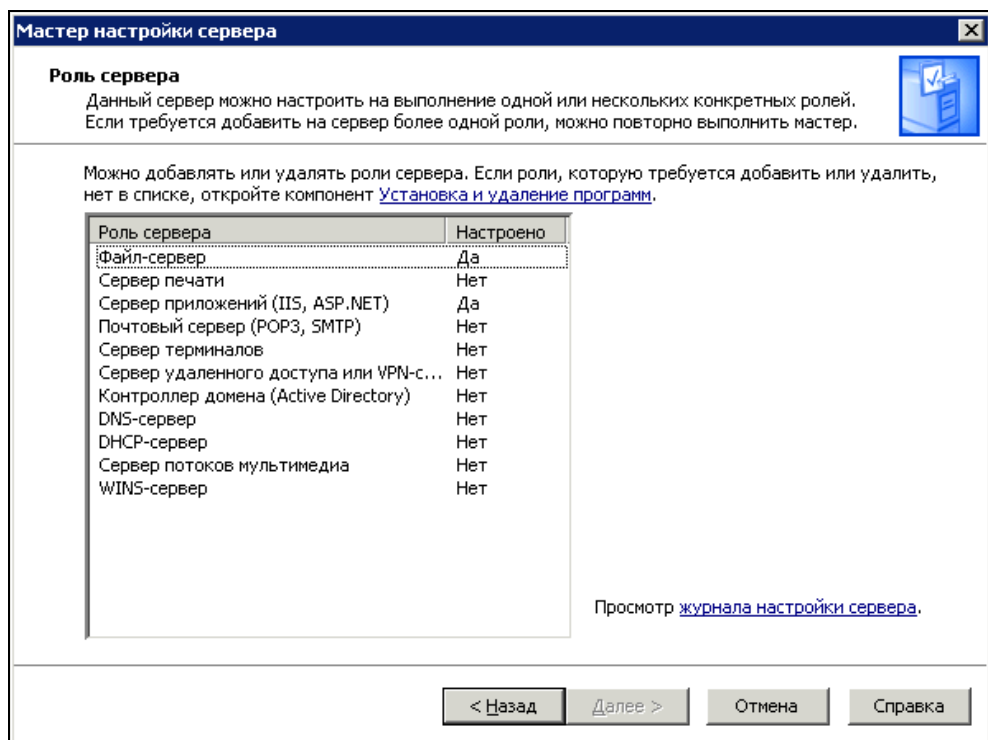 Мастер настройки сервера
Роль сервера
Данный сервер можно настроить на выполнение одной или нескольких конкретных ролей.
Если требуется добавить на сервер более одной роли, можно повторно выполнить мастер.
Можно добавлять или удалять роли сервера. Если роли, которую требуется добавить или удалить,
нет в списке, откройте компонент Установка и удаление программ.
Роль сервера Настроено
Файл-сервер Да
Сервер печати Нет
Сервер приложений (IIS, ASP.NET) Да
Почтовый сервер (POP3, SMTP) Нет
Сервер терминалов Нет
Сервер удаленного доступа или VPN-с... Нет
Контроллер домена (Active Directory) Нет
DNS-сервер Нет
DHCP-сервер Нет
Сервер потоков мультимедиа Нет
WINS-сервер Нет
Просмотр журнала настройки сервера.
< Назад Далее > Отмена Справка